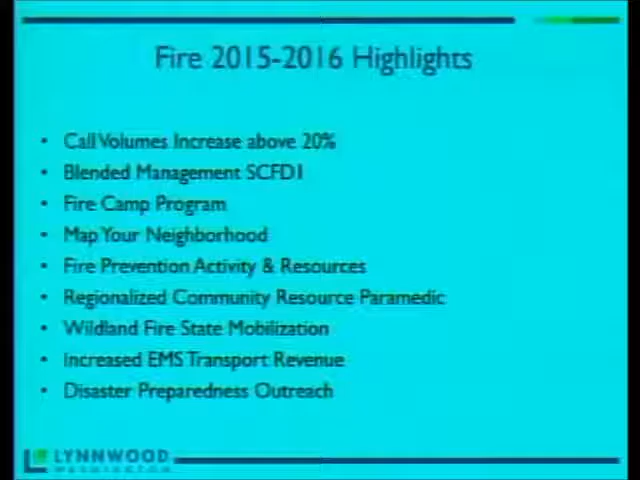 Fire 2015-2016 Highlights
• Call Volumes Increase above 20%
• Blended Management SCFD1
• Fire Camp Program
• Map Your Neighborhood
• Fire Prevention Activity & Resources
• Regionalized Community Resource Paramedic
• Wildland Fire State Mobilization
• Increased EMS Transport Revenue
• Disaster Preparedness Outreach
LYNNWOOD
WASHINGTON